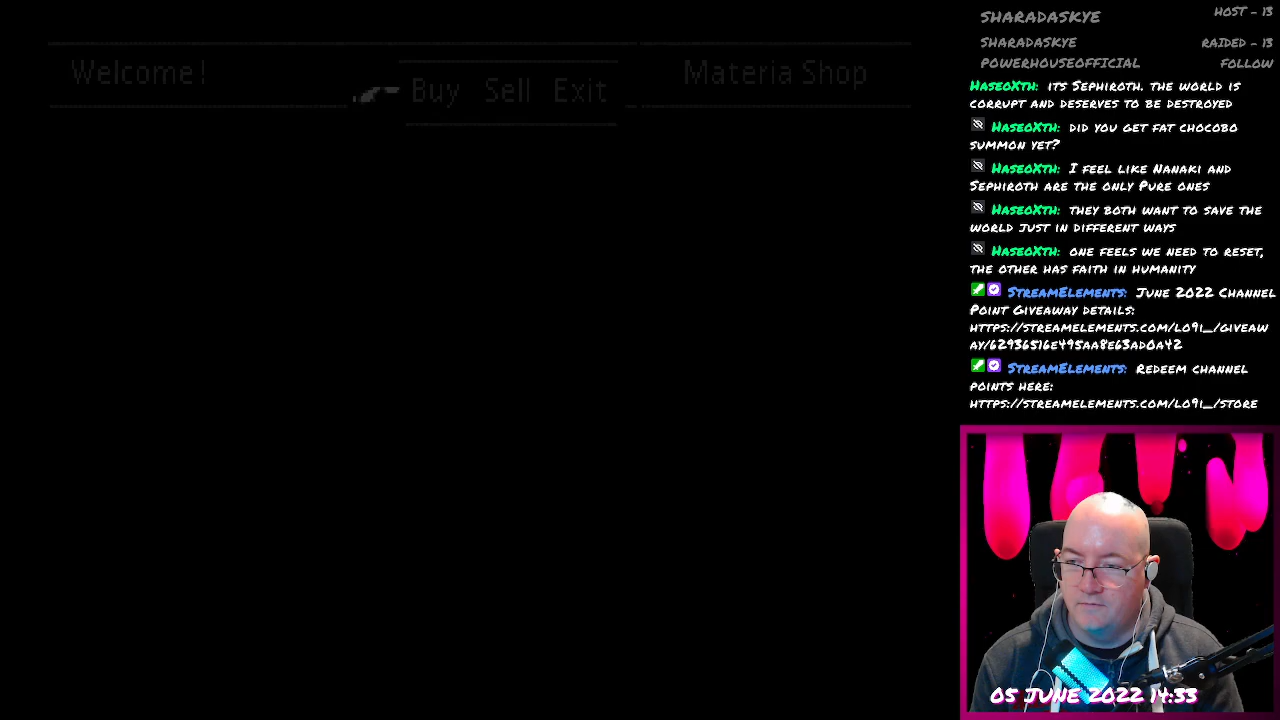 Welcome!
Buy Sell Exit
Materia Shop
SHARADASKYE HOST - 13
SHARADASKYE RAIDED - 13
POWERHOUSEOFFICIAL FOLLOW
HaseoXth: its Sephiroth. the world is
corrupt and deserves to be destroyed
HaseoXth: did you get fat chocobo
summon yet?
HaseoXth: I feel like Nanaki and
Sephiroth are the only Pure ones
HaseoXth: they both want to save the
world just in different ways
HaseoXth: one feels we need to reset,
the other has faith in humanity
StreamElements: June 2022 Channel
Point Giveaway details:
https://streamelements.com/lo9i_/giveaw
ay/62936516e495aa8e63ad0a42
StreamElements: Redeem channel
points here:
https://streamelements.com/lo9i_/store
05 JUNE 2022 14:33